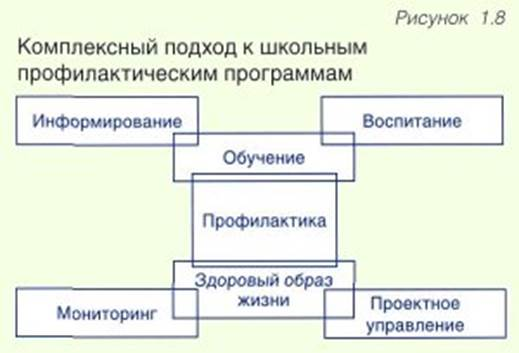 Рисунок 1.8
Комплексный подход к школьным
профилактическим программам
Информирование
Воспитание
Обучение
Профилактика
Здоровый образ
жизни
Мониторинг
Проектное
управление